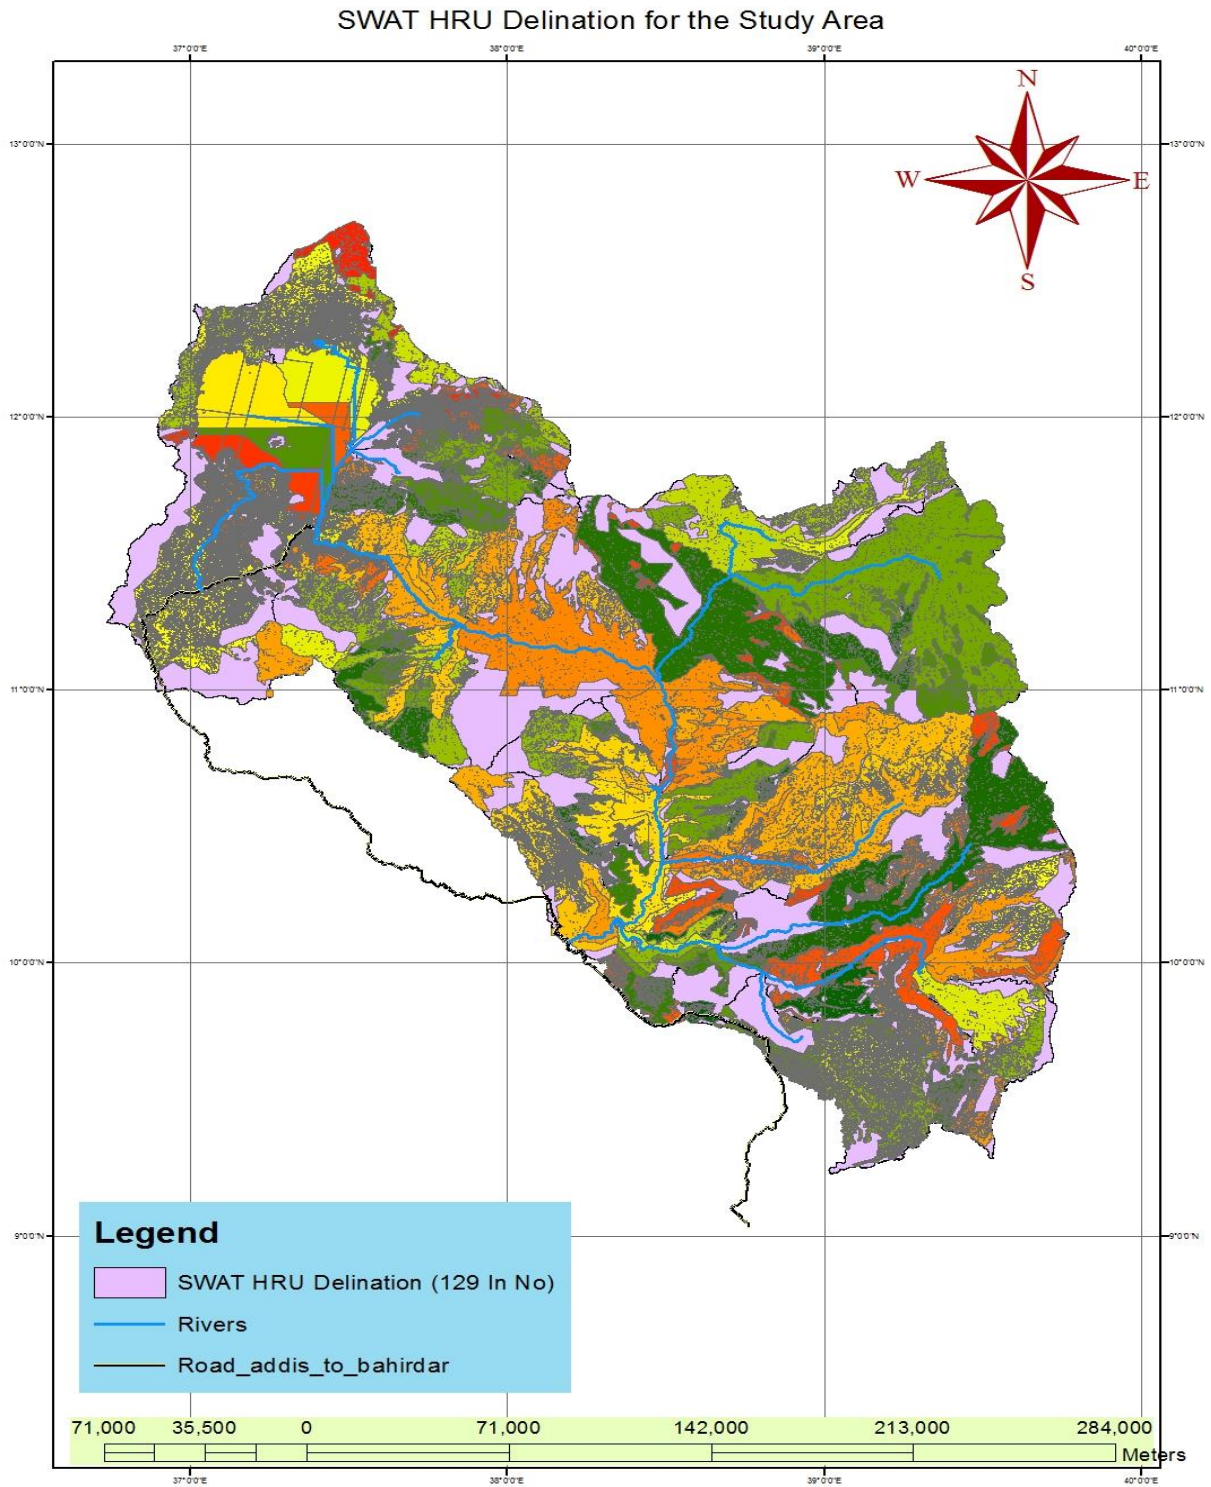 SWAT HRU Delination for the Study Area
37°0'0"E 38°0'0"E 39°0'0"E 40°0'0"E
N
13°0'0"N 13°0'0"N
W E
S
12°0'0"N 12°0'0"N
11°0'0"N 11°0'0"N
10°0'0"N 10°0'0"N
9°0'0"N 9°0'0"N
Legend
SWAT HRU Delination (129 In No)
Rivers
Road_addis_to_bahirdar
71,000 35,500 0 71,000 142,000 213,000 284,000
Meters
37°0'0"E 38°0'0"E 39°0'0"E 40°0'0"E